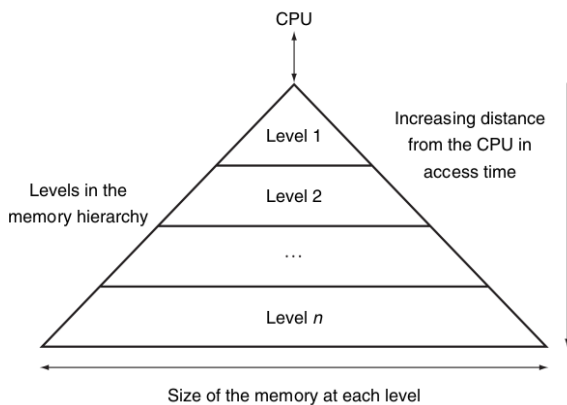 CPU
Increasing distance
from the CPU in
access time
Level 1
Levels in the
memory hierarchy
Level 2
...
Level n
Size of the memory at each level